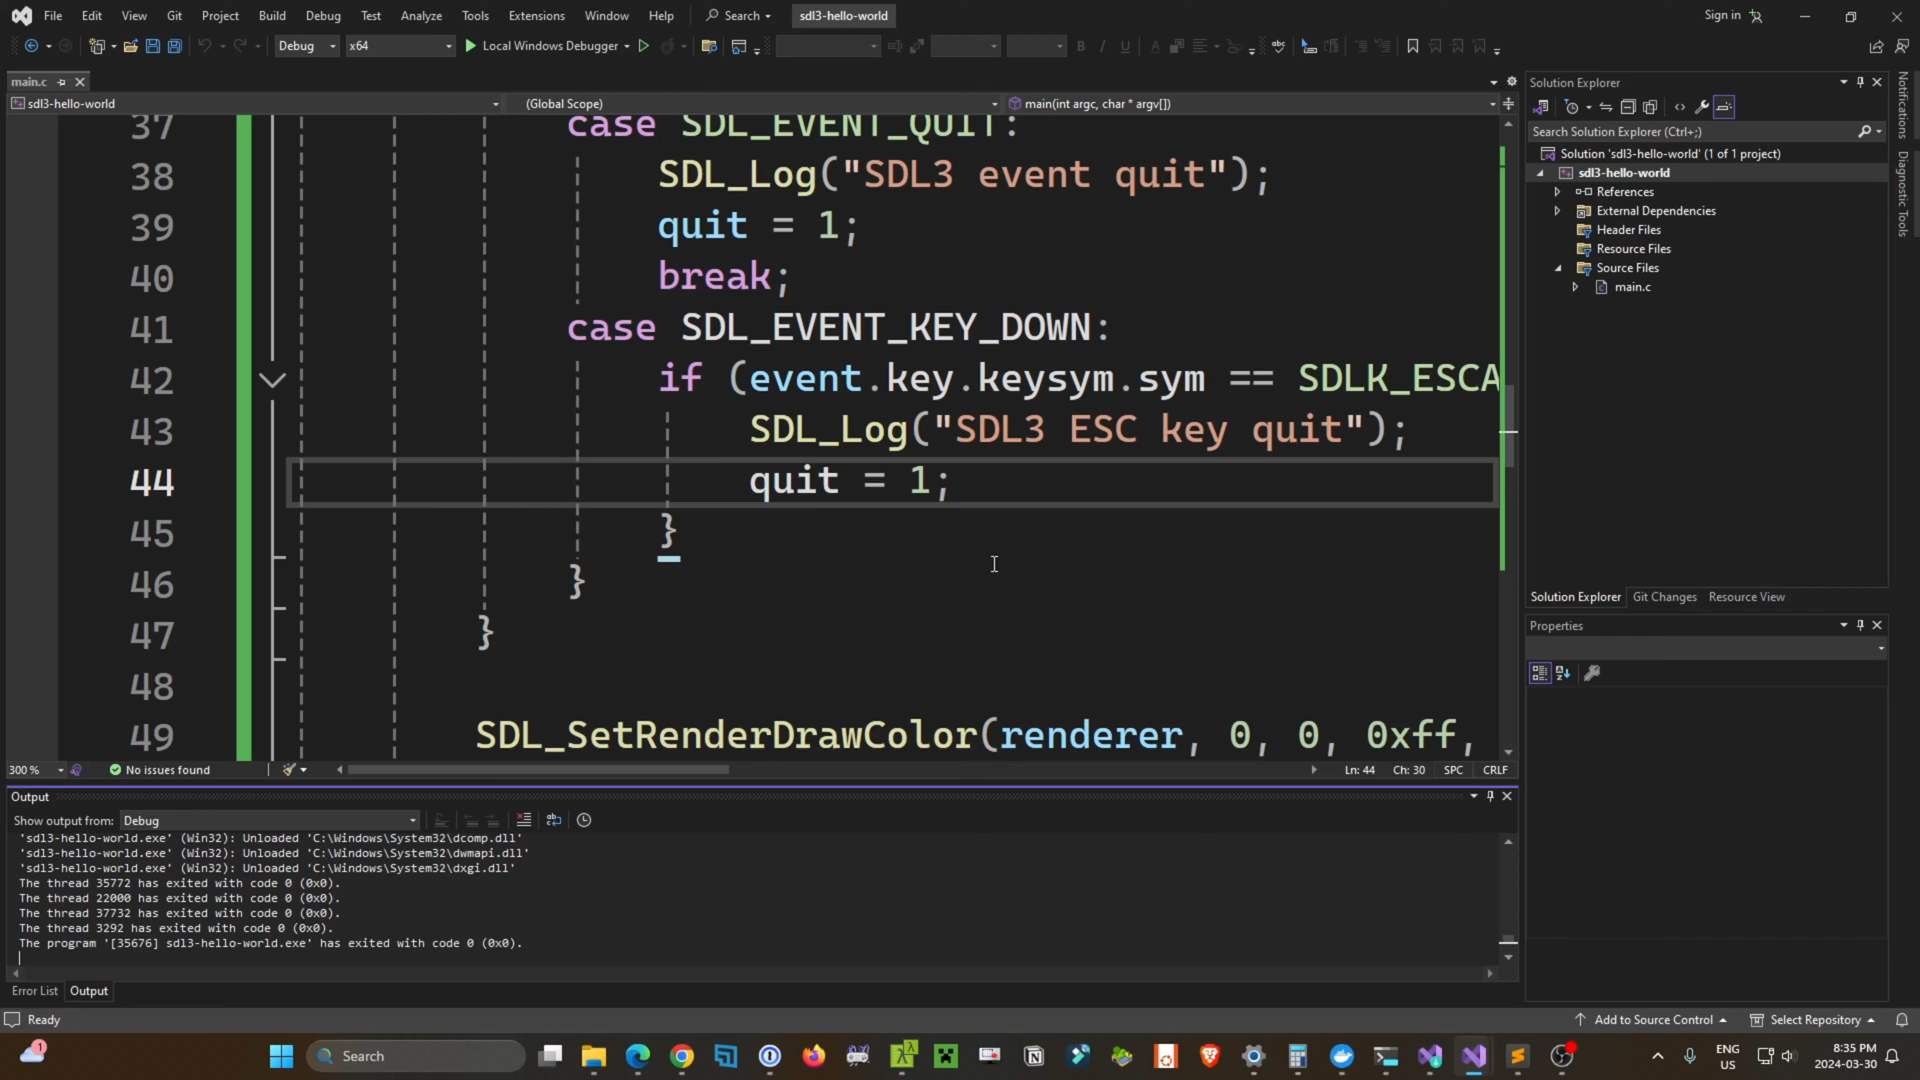 File Edit View Git Project Build Debug Test Analyze Tools Extensions Window Help Search sdl3-hello-world Sign in
Debug x64 Local Windows Debugger
main.c
sdl3-hello-world (Global Scope) main(int argc, char * argv[])
37 case SDL_EVENT_QUIT:
38 SDL_Log("SDL3 event quit");
39 quit = 1;
40 break;
41 case SDL_EVENT_KEY_DOWN:
42 if (event.key.keysym.sym == SDLK_ESCA
43 SDL_Log("SDL3 ESC key quit");
44 quit = 1;
45 }
46 }
47 }
48
49 SDL_SetRenderDrawColor(renderer, 0, 0, 0xff,
300 % No issues found Ln: 44 Ch: 30 SPC CRLF
Output
Show output from: Debug
'sdl3-hello-world.exe' (Win32): Unloaded 'C:\Windows\System32\dcomp.dll'
'sdl3-hello-world.exe' (Win32): Unloaded 'C:\Windows\System32\dwmapi.dll'
'sdl3-hello-world.exe' (Win32): Unloaded 'C:\Windows\System32\dxgi.dll'
The thread 35772 has exited with code 0 (0x0).
The thread 22000 has exited with code 0 (0x0).
The thread 37732 has exited with code 0 (0x0).
The thread 3292 has exited with code 0 (0x0).
The program '[35676] sdl3-hello-world.exe' has exited with code 0 (0x0).
Error List Output
Solution Explorer
Search Solution Explorer (Ctrl+;)
Solution 'sdl3-hello-world' (1 of 1 project)
sdl3-hello-world
References
External Dependencies
Header Files
Resource Files
Source Files
main.c
Solution Explorer Git Changes Resource View
Properties
Notifications
Diagnostic Tools
Ready Add to Source Control Select Repository
1 Search ENG US 8:35 PM
2024-03-30